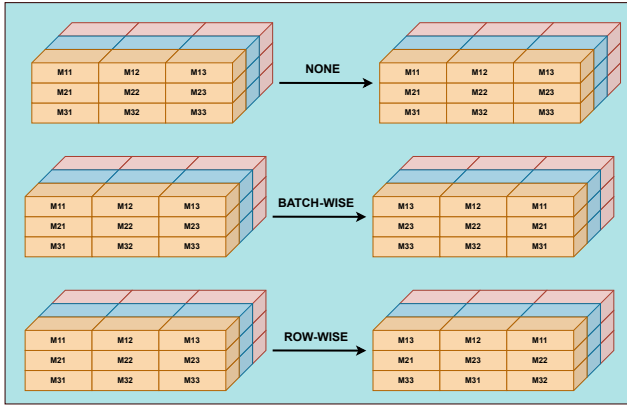 M11 M12 M13 NONE M11 M12 M13
M21 M22 M23 M21 M22 M23
M31 M32 M33 M31 M32 M33
M11 M12 M13 BATCH-WISE M13 M12 M11
M21 M22 M23 M23 M22 M21
M31 M32 M33 M33 M32 M31
M11 M12 M13 ROW-WISE M13 M12 M11
M21 M22 M23 M21 M23 M22
M31 M32 M33 M33 M31 M32